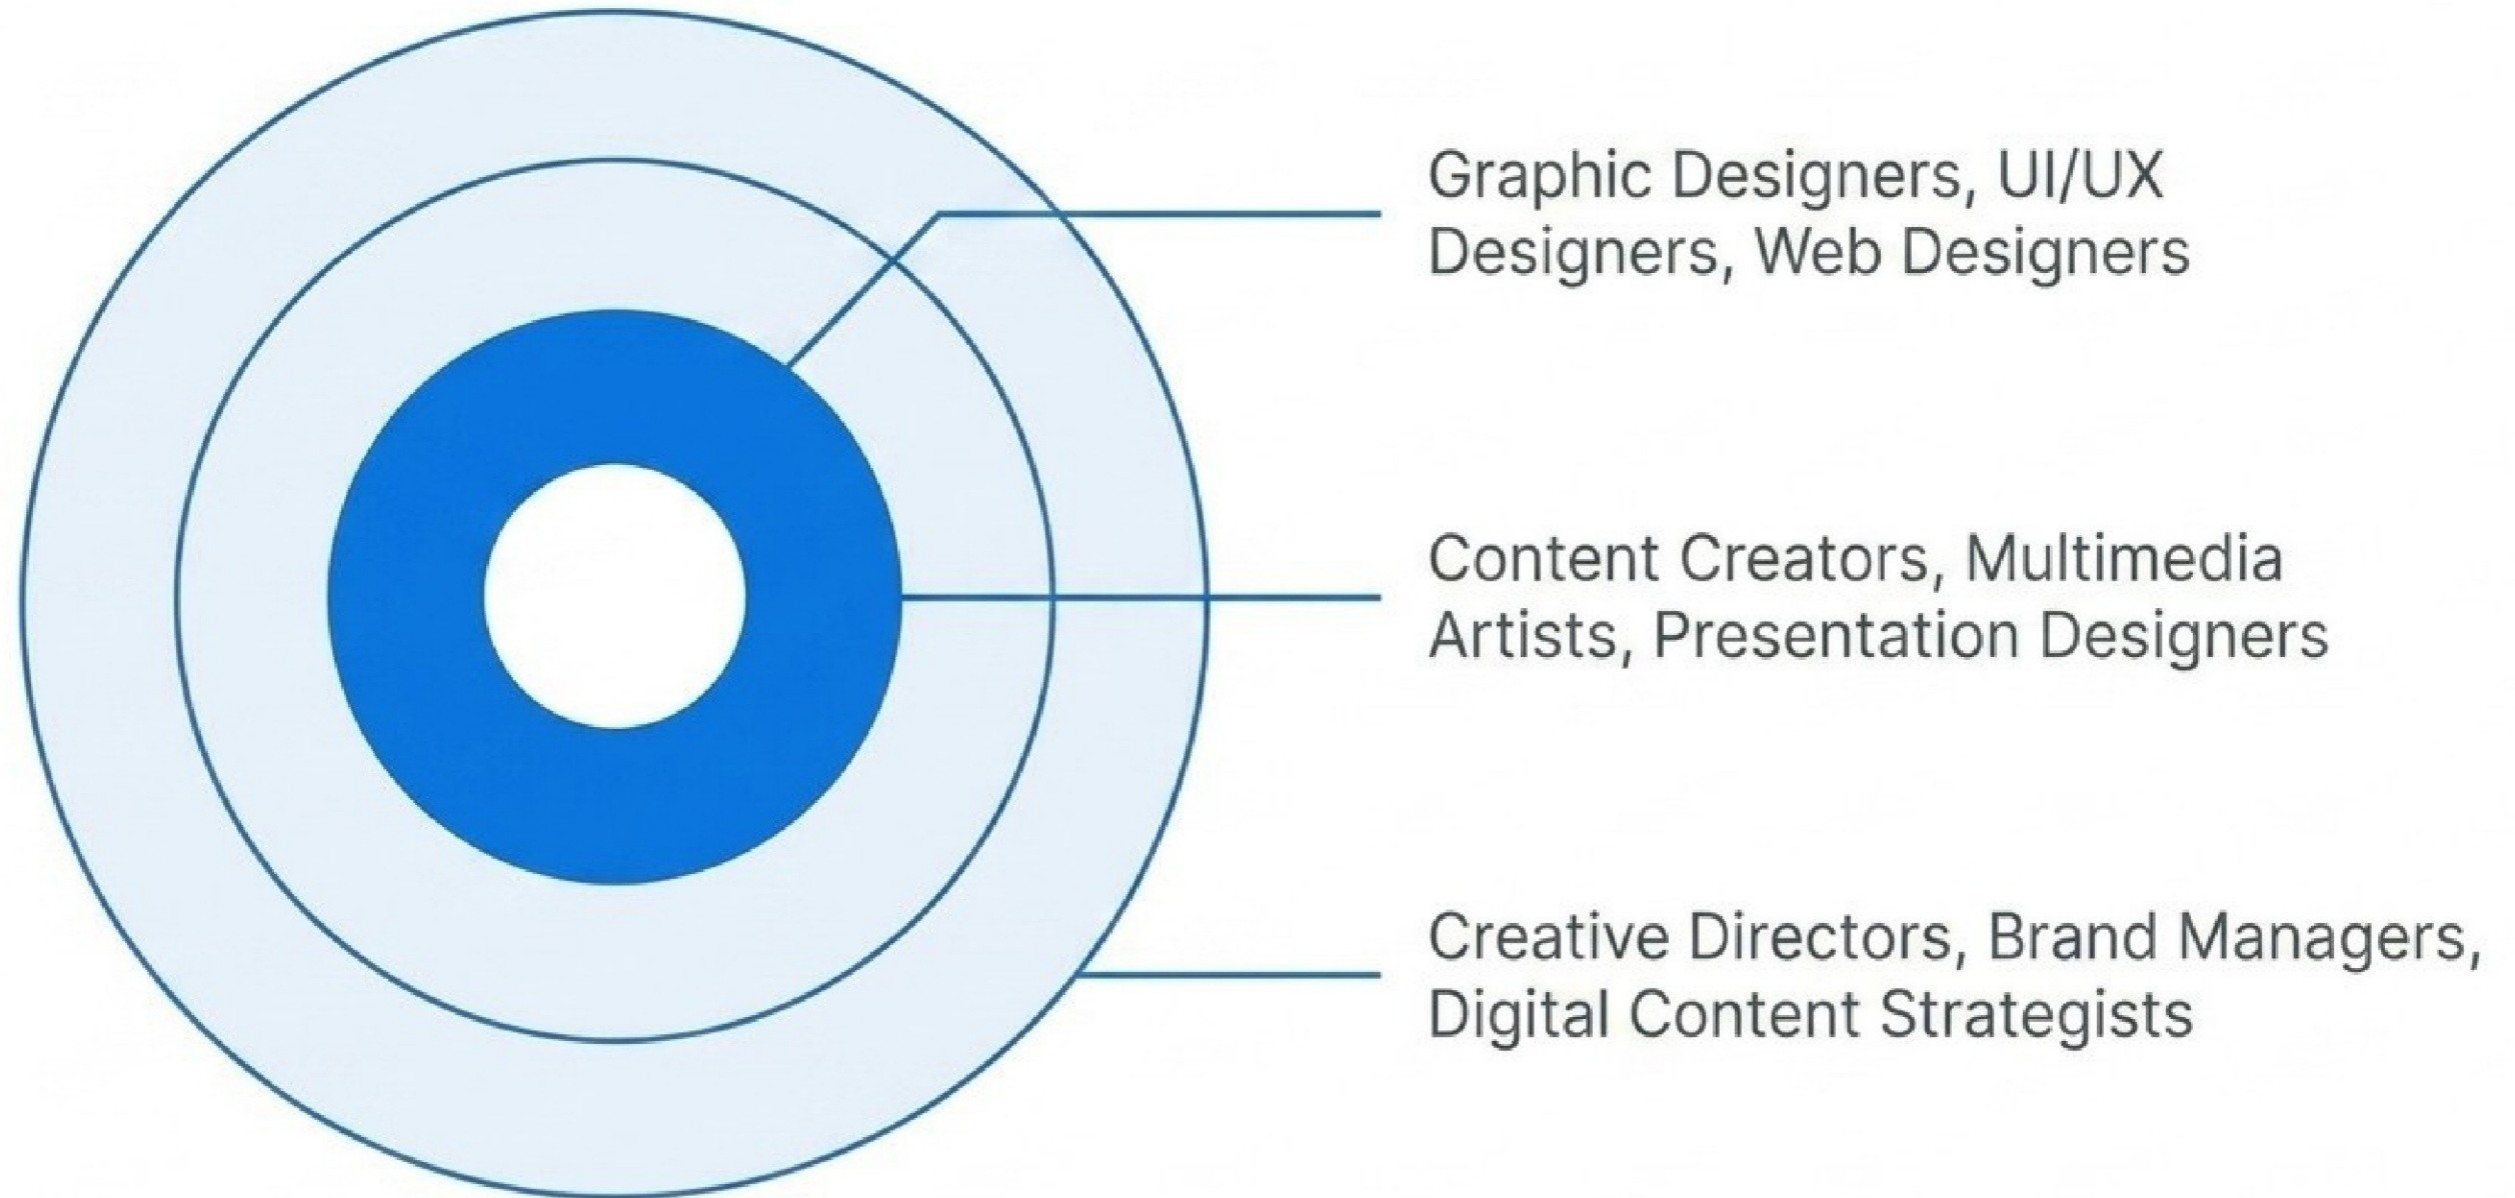 Graphic Designers, UI/UX
Designers, Web Designers
Content Creators, Multimedia
Artists, Presentation Designers
Creative Directors, Brand Managers,
Digital Content Strategists